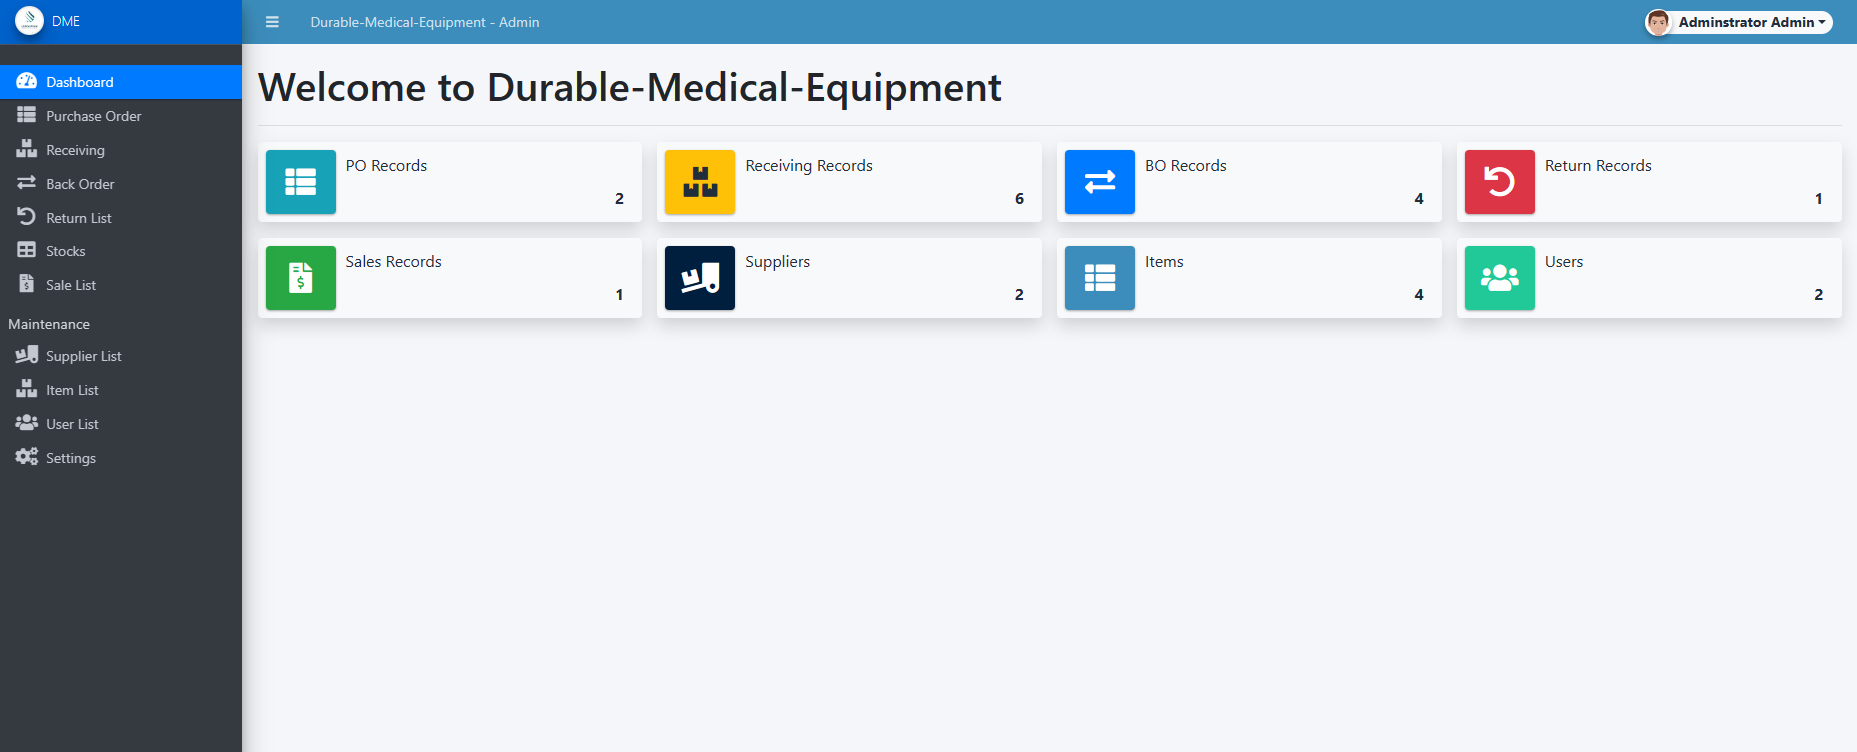 DME
Durable-Medical-Equipment - Admin
Adminstrator Admin
Dashboard
Purchase Order
Receiving
Back Order
Return List
Stocks
Sale List
Maintenance
Supplier List
Item List
User List
Settings
Welcome to Durable-Medical-Equipment
PO Records
2
Receiving Records
6
BO Records
4
Return Records
1
Sales Records
1
Suppliers
2
Items
4
Users
2